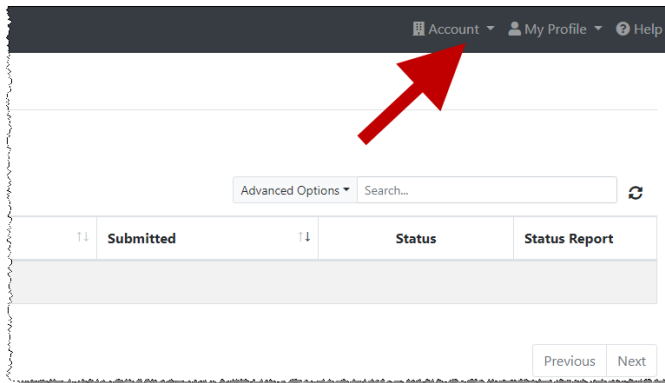 Account My Profile Help
Advanced Options Search...
Submitted Status Status Report
Previous Next